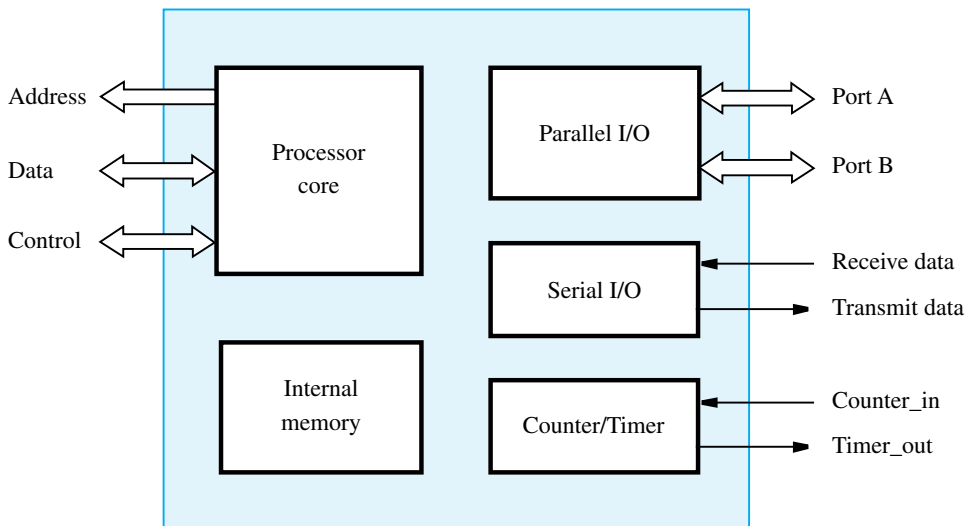 Address
Data
Control
Processor
core
Internal
memory
Parallel I/O
Serial I/O
Counter/Timer
Port A
Port B
Receive data
Transmit data
Counter_in
Timer_out